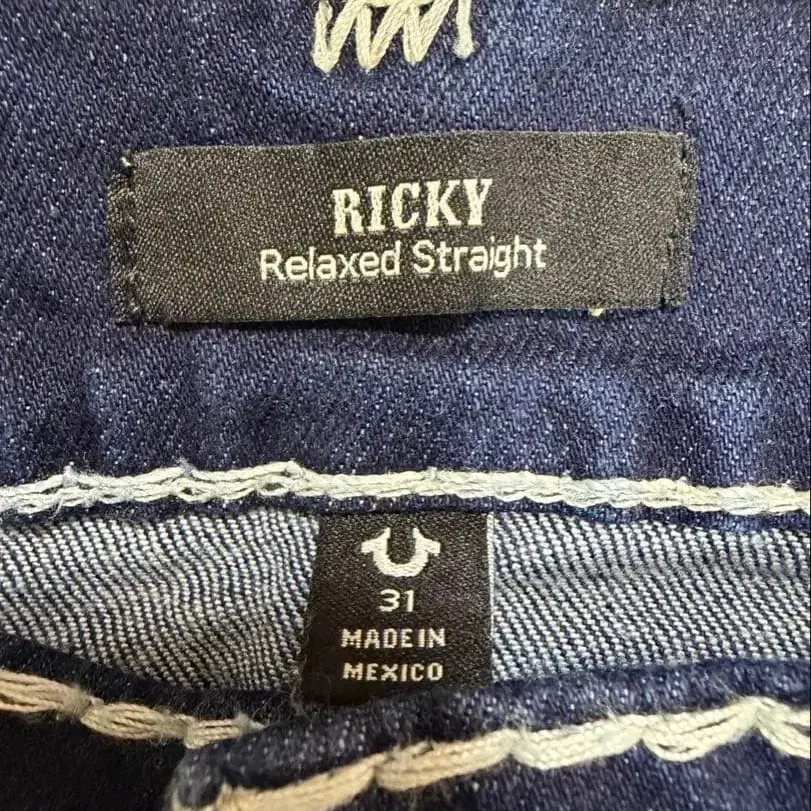 RICKY
Relaxed Straight
31
MADE IN
MEXICO